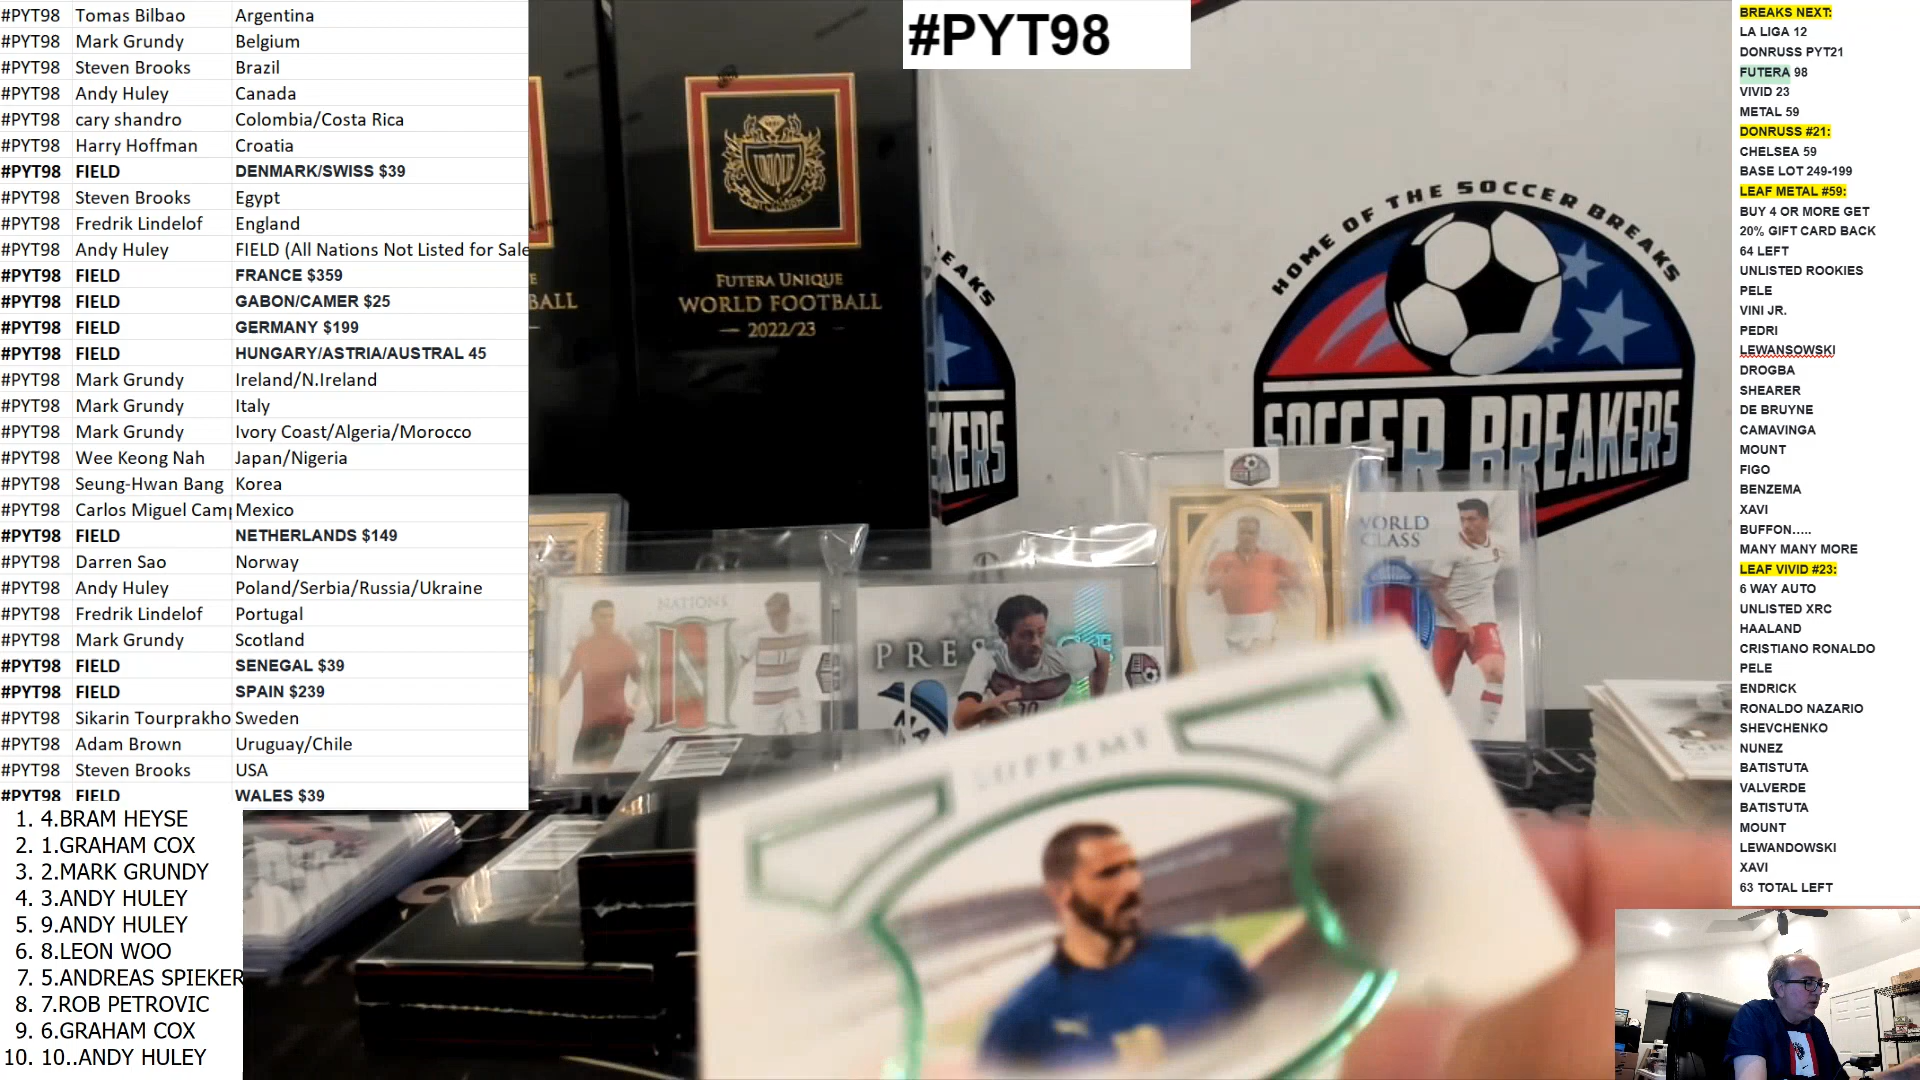 #PYT98 Tomas Bilbao Argentina
#PYT98 Mark Grundy Belgium
#PYT98 Steven Brooks Brazil
#PYT98 Andy Huley Canada
#PYT98 cary shandro Colombia/Costa Rica
#PYT98 Harry Hoffman Croatia
#PYT98 FIELD DENMARK/SWISS $39
#PYT98 Steven Brooks Egypt
#PYT98 Fredrik Lindelof England
#PYT98 Andy Huley FIELD (All Nations Not Listed for Sale
#PYT98 FIELD FRANCE $359
#PYT98 FIELD GABON/CAMER $25
#PYT98 FIELD GERMANY $199
#PYT98 FIELD HUNGARY/ASTRIA/AUSTRAL 45
#PYT98 Mark Grundy Ireland/N.Ireland
#PYT98 Mark Grundy Italy
#PYT98 Mark Grundy Ivory Coast/Algeria/Morocco
#PYT98 Wee Keong Nah Japan/Nigeria
#PYT98 Seung-Hwan Bang Korea
#PYT98 Carlos Miguel Camp Mexico
#PYT98 FIELD NETHERLANDS $149
#PYT98 Darren Sao Norway
#PYT98 Andy Huley Poland/Serbia/Russia/Ukraine
#PYT98 Fredrik Lindelof Portugal
#PYT98 Mark Grundy Scotland
#PYT98 FIELD SENEGAL $39
#PYT98 FIELD SPAIN $239
#PYT98 Sikarin Tourprakho Sweden
#PYT98 Adam Brown Uruguay/Chile
#PYT98 Steven Brooks USA
#PYT98 FIELD WALES $39
1. 4.BRAM HEYSE
2. 1.GRAHAM COX
3. 2.MARK GRUNDY
4. 3.ANDY HULEY
5. 9.ANDY HULEY
6. 8.LEON WOO
7. 5.ANDREAS SPIEKER
8. 7.ROB PETROVIC
9. 6.GRAHAM COX
10. 10..ANDY HULEY
#PYT98
UNIQUE
FUTERA UNIQUE
WORLD FOOTBALL
2022/23
BALL
EAKS
KERS
HOME OF THE SOCCER BREAKS
SOCCER BREAKERS
NATIONS
N
PRES
WORLD
CLASS
SUPREME
BREAKS NEXT:
LA LIGA 12
DONRUSS PYT21
FUTERA 98
VIVID 23
METAL 59
DONRUSS #21:
CHELSEA 59
BASE LOT 249-199
LEAF METAL #59:
BUY 4 OR MORE GET
20% GIFT CARD BACK
64 LEFT
UNLISTED ROOKIES
PELE
VINI JR.
PEDRI
LEWANSOWSKI
DROGBA
SHEARER
DE BRUYNE
CAMAVINGA
MOUNT
FIGO
BENZEMA
XAVI
BUFFON.....
MANY MANY MORE
LEAF VIVID #23:
6 WAY AUTO
UNLISTED XRC
HAALAND
CRISTIANO RONALDO
PELE
ENDRICK
RONALDO NAZARIO
SHEVCHENKO
NUNEZ
BATISTUTA
VALVERDE
BATISTUTA
MOUNT
LEWANDOWSKI
XAVI
63 TOTAL LEFT